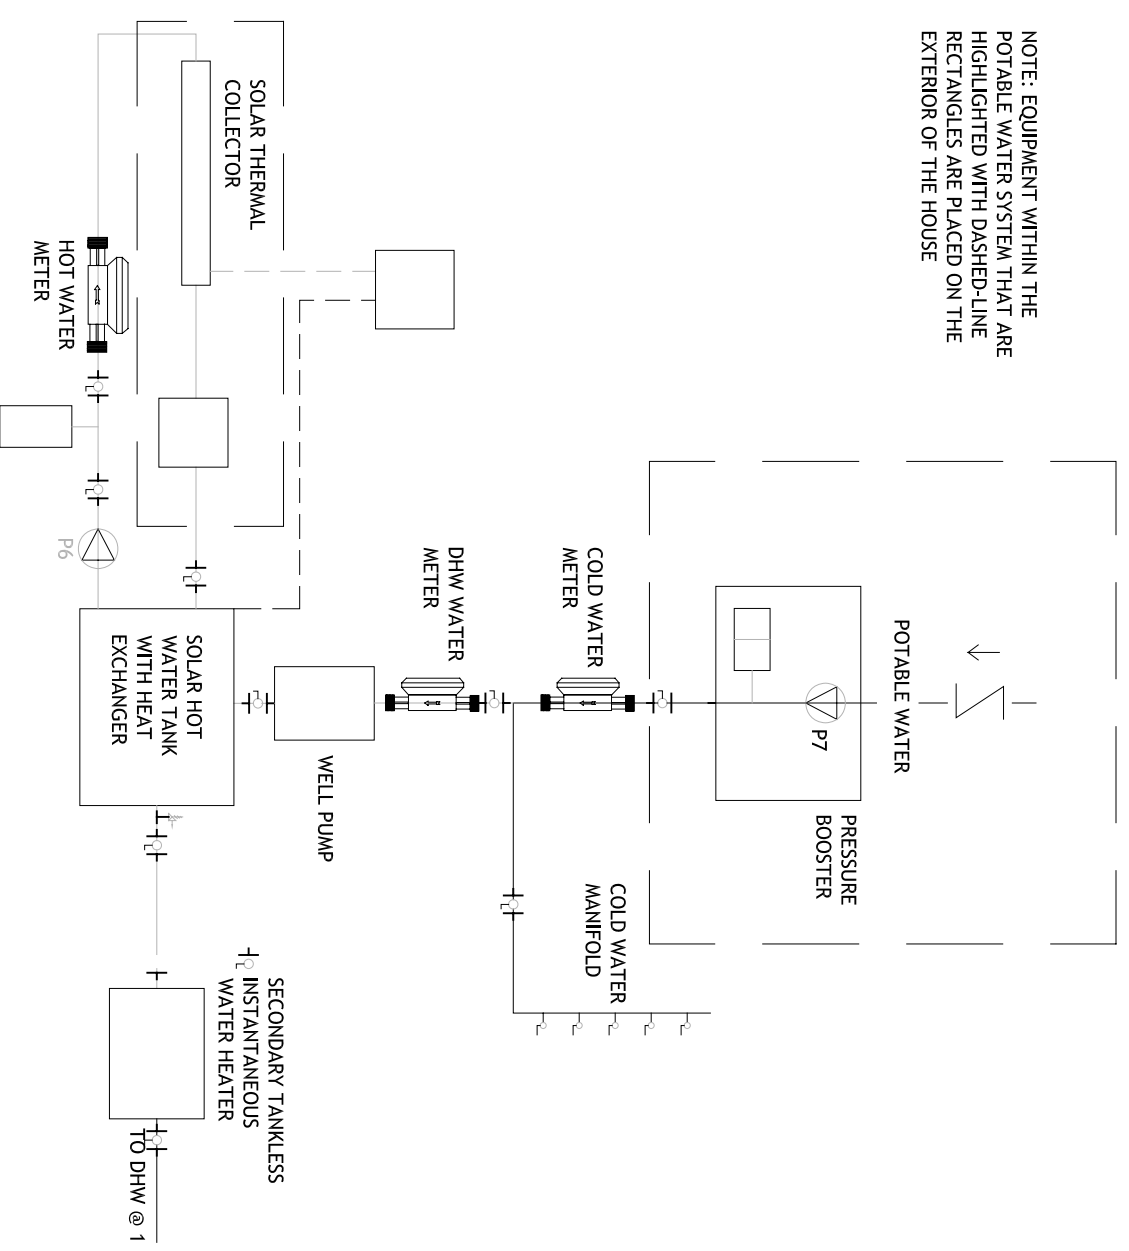 NOTE: EQUIPMENT WITHIN THE
POTABLE WATER SYSTEM THAT ARE
HIGHLIGHTED WITH DASHED-LINE
RECTANGLES ARE PLACED ON THE
EXTERIOR OF THE HOUSE
POTABLE WATER
P7
PRESSURE
BOOSTER
COLD WATER
METER
COLD WATER
MANIFOLD
DHW WATER
METER
WELL PUMP
SOLAR THERMAL
COLLECTOR
HOT WATER
METER
P6
SOLAR HOT
WATER TANK
WITH HEAT
EXCHANGER
SECONDARY TANKLESS
INSTANTANEOUS
WATER HEATER
TO DHW @ 1